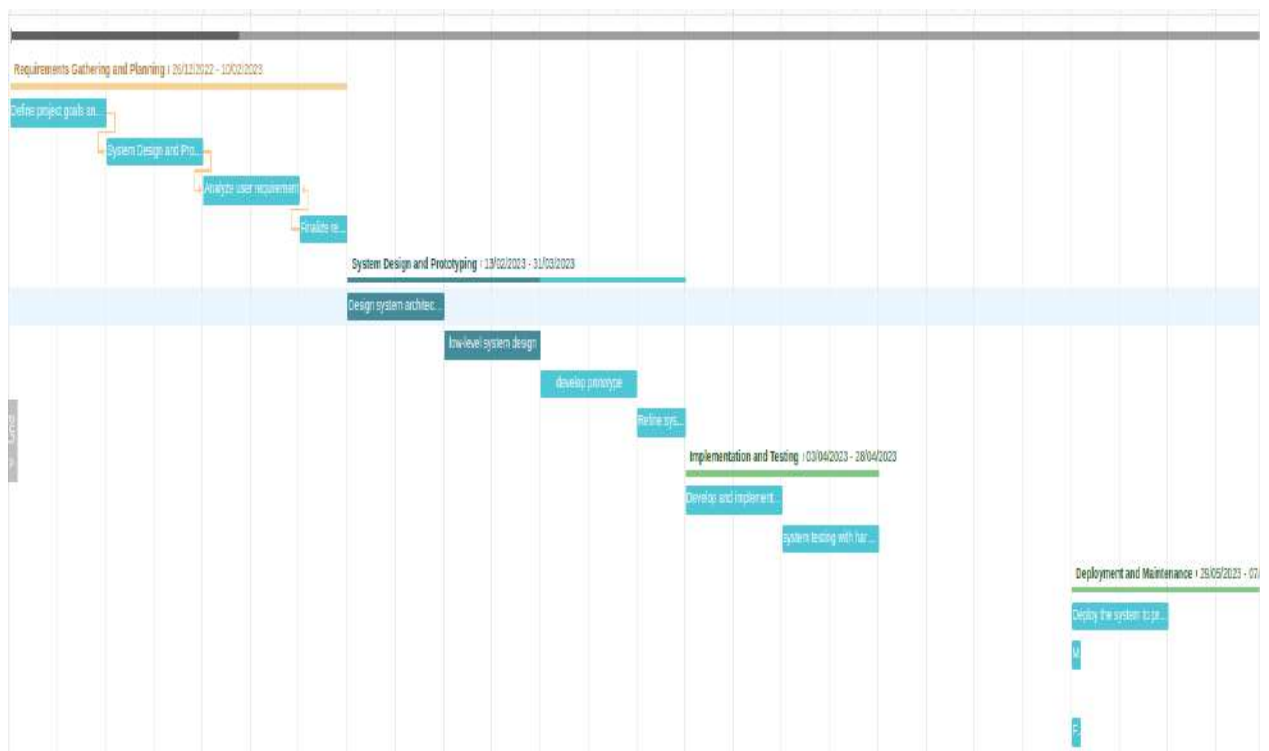 Requirements Gathering and Planning : 26/12/2022 - 10/02/2023
Define project goals an...
System Design and Pro...
Analyze user requirement
Finalize re...
System Design and Prototyping : 13/02/2023 - 31/03/2023
Design system architec...
low-level system design
develop prototype
Refine sys...
Implementation and Testing : 03/04/2023 - 28/04/2023
Develop and implement...
system testing with har...
Deployment and Maintenance : 29/05/2023 - 07/
Deploy the system to pr...
M